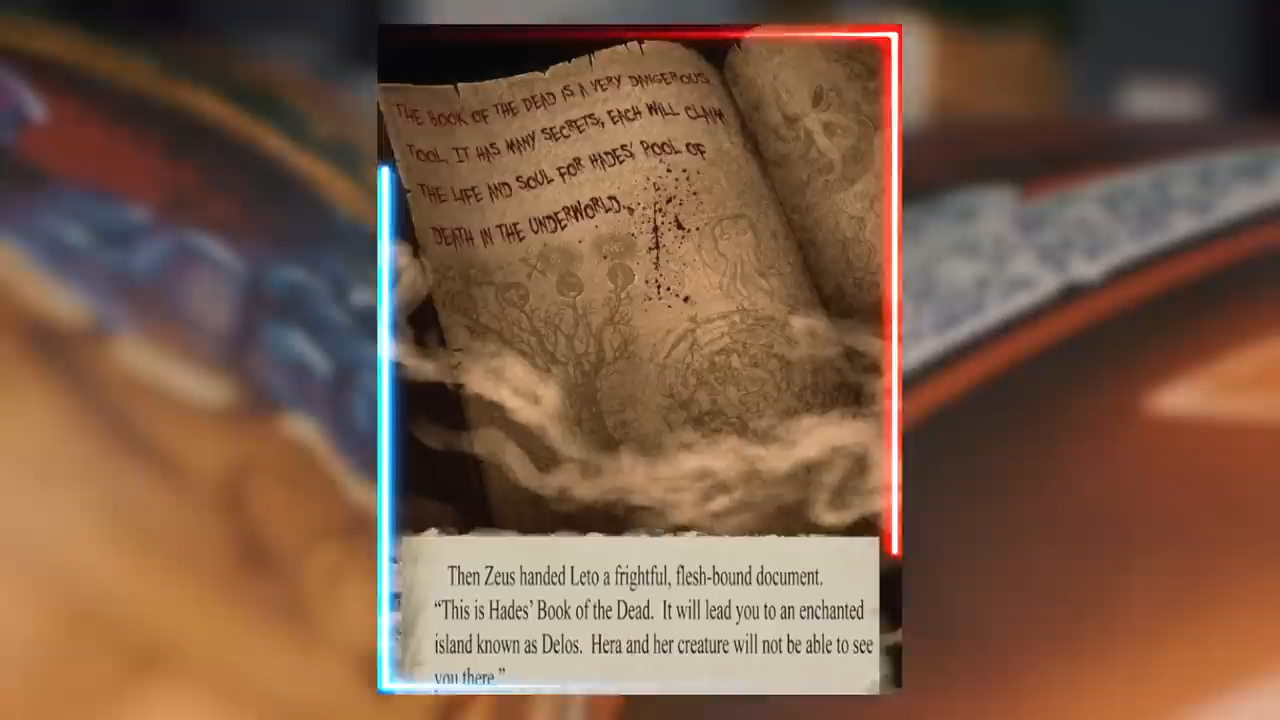 THE BOOK OF THE DEAD IS A VERY DANGEROUS
TOOL. IT HAS MANY SECRETS, EACH WILL CLAIM
THE LIFE AND SOUL FOR HADES' POOL OF
DEATH IN THE UNDERWORLD.
Then Zeus handed Leto a frightful, flesh-bound document.
“This is Hades’ Book of the Dead.  It will lead you to an enchanted
island known as Delos.  Hera and her creature will not be able to see
you there.”